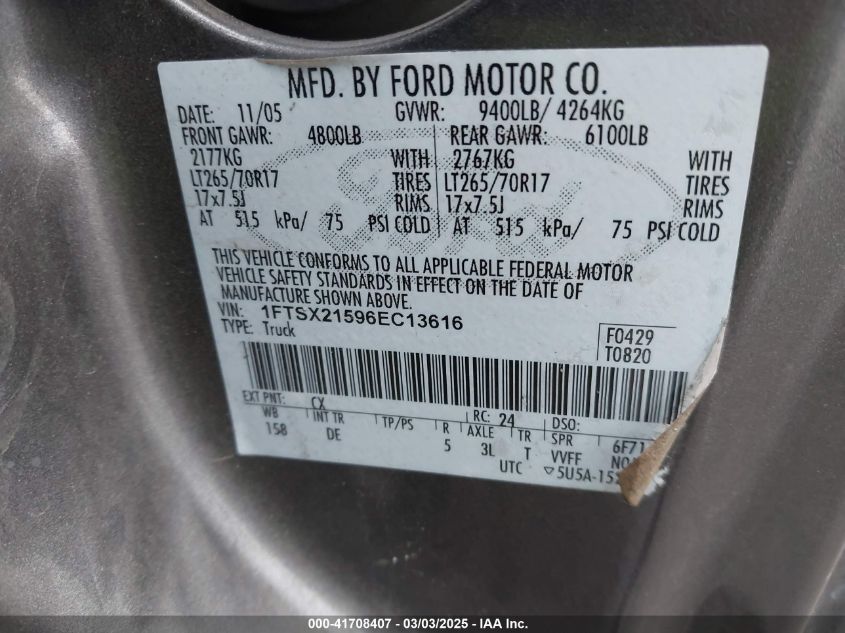 MFD. BY FORD MOTOR CO.
DATE: 11/05 GVWR: 9400LB/ 4264KG
FRONT GAWR: 4800LB REAR GAWR: 6100LB
2177KG WITH 2767KG WITH
LT265/70R17 TIRES LT265/70R17 TIRES
17x7.5J RIMS 17x7.5J RIMS
AT 515 kPa/ 75 PSI COLD AT 515 kPa/ 75 PSI COLD
THIS VEHICLE CONFORMS TO ALL APPLICABLE FEDERAL MOTOR
VEHICLE SAFETY STANDARDS IN EFFECT ON THE DATE OF
MANUFACTURE SHOWN ABOVE.
VIN: 1FTSX21596EC13616
TYPE: Truck
F0429
T0820
EXT PNT: CX RC: 24 DSO:
WB INT TR TP/PS R AXLE TR SPR 6F71
158 DE 5 3L T VVFF
UTC ▽5U5A-15
000-41708407 - 03/03/2025 - IAA Inc.